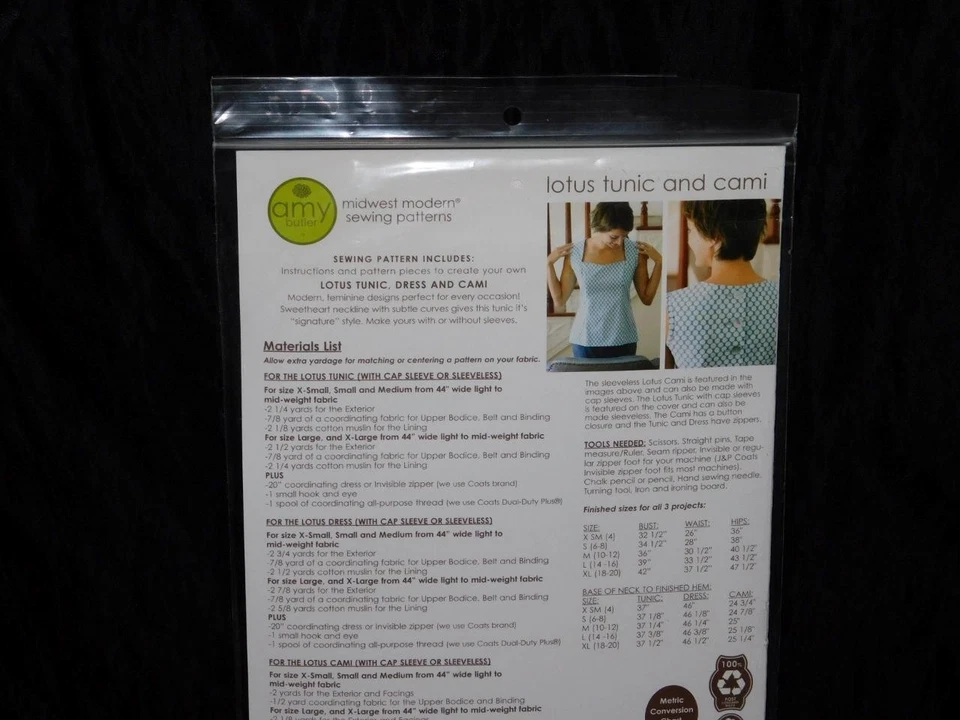 amy
butler
midwest modern®
sewing patterns
SEWING PATTERN INCLUDES:
Instructions and pattern pieces to create your own
LOTUS TUNIC, DRESS AND CAMI
Modern, feminine designs perfect for every occasion!
Sweetheart neckline with subtle curves gives this tunic it's
"signature" style. Make yours with or without sleeves.
Materials List
Allow extra yardage for matching or centering a pattern on your fabric.
FOR THE LOTUS TUNIC (WITH CAP SLEEVE OR SLEEVELESS)
For size X-Small, Small and Medium from 44" wide light to
mid-weight fabric
-2 1/4 yards for the Exterior
-7/8 yard of a coordinating fabric for Upper Bodice, Belt and Binding
-2 1/8 yards cotton muslin for the Lining
For size Large, and X-Large from 44" wide light to mid-weight fabric
-2 1/2 yards for the Exterior
-7/8 yard of a coordinating fabric for Upper Bodice, Belt and Binding
-2 1/4 yards cotton muslin for the Lining
PLUS
-20" coordinating dress or Invisible zipper (we use Coats brand)
-1 small hook and eye
-1 spool of coordinating all-purpose thread (we use Coats Dual-Duty Plus®)
FOR THE LOTUS DRESS (WITH CAP SLEEVE OR SLEEVELESS)
For size X-Small, Small and Medium from 44" wide light to
mid-weight fabric
-2 3/4 yards for the Exterior
-7/8 yard of a coordinating fabric for Upper Bodice, Belt and Binding
-2 1/2 yards cotton muslin for the Lining
For size Large, and X-Large from 44" wide light to mid-weight fabric
-2 7/8 yards for the Exterior
-7/8 yard of a coordinating fabric for Upper Bodice, Belt and Binding
-2 5/8 yards cotton muslin for the Lining
PLUS
-20" coordinating dress or Invisible zipper (we use Coats brand)
-1 small hook and eye
-1 spool of coordinating all-purpose thread (we use Coats Dual-Duty Plus®)
FOR THE LOTUS CAMI (WITH CAP SLEEVE OR SLEEVELESS)
For size X-Small, Small and Medium from 44" wide light to
mid-weight fabric
-2 yards for the Exterior and Facings
-1/2 yard coordinating fabric for the Upper Bodice and Binding
For size Large, and X-Large from 44" wide light to mid-weight fabric
-2 1/8 yards for the Exterior and Facings
lotus tunic and cami
The sleeveless Lotus Cami is featured in the
images above and can also be made with
cap sleeves. The Lotus Tunic with cap sleeves
is featured on the cover and can also be
made sleeveless. The Cami has a button
closure and the Tunic and Dress have zippers.
TOOLS NEEDED: Scissors, Straight pins, Tape
measure/Ruler, Seam ripper, Invisible or regu-
lar zipper foot for your machine (J&P Coats
Invisible zipper foot fits most machines),
Chalk pencil or pencil, Hand sewing needle,
Turning tool, Iron and ironing board.
Finished sizes for all 3 projects:
SIZE: BUST: WAIST: HIPS:
X SM (4) 32 1/2" 26" 36"
S (6-8) 34 1/2" 28" 38"
M (10-12) 36" 30 1/2" 40 1/2"
L (14 -16) 39" 33 1/2" 43 1/2"
XL (18-20) 42" 37 1/2" 47 1/2"
BASE OF NECK TO FINISHED HEM:
SIZE: TUNIC: DRESS: CAMI:
X SM (4) 37" 46" 24 3/4"
S (6-8) 37 1/8" 46 1/8" 24 7/8"
M (10-12) 37 1/4" 46 1/4" 25"
L (14 -16) 37 3/8" 46 3/8" 25 1/8"
XL (18-20) 37 1/2" 46 1/2" 25 1/4"
100%
POST
CONSUMER
Metric
Conversion
Chart